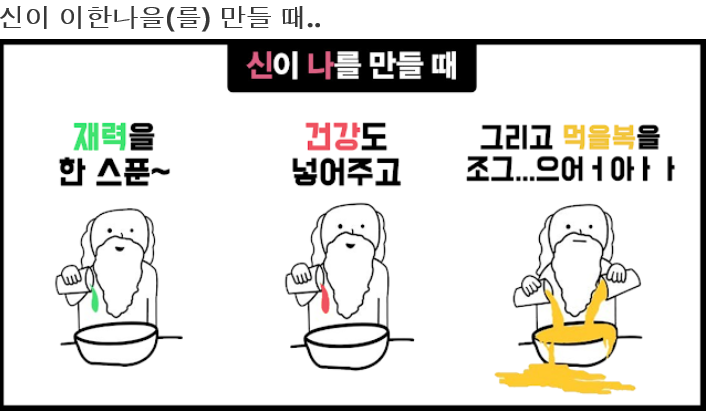 신이 이한나을(를) 만들 때..
신이 나를 만들 때
재력을
한 스푼~
건강도
넣어주고
그리고 먹을복을
조그...으어ㅓ아ㅏㅏ